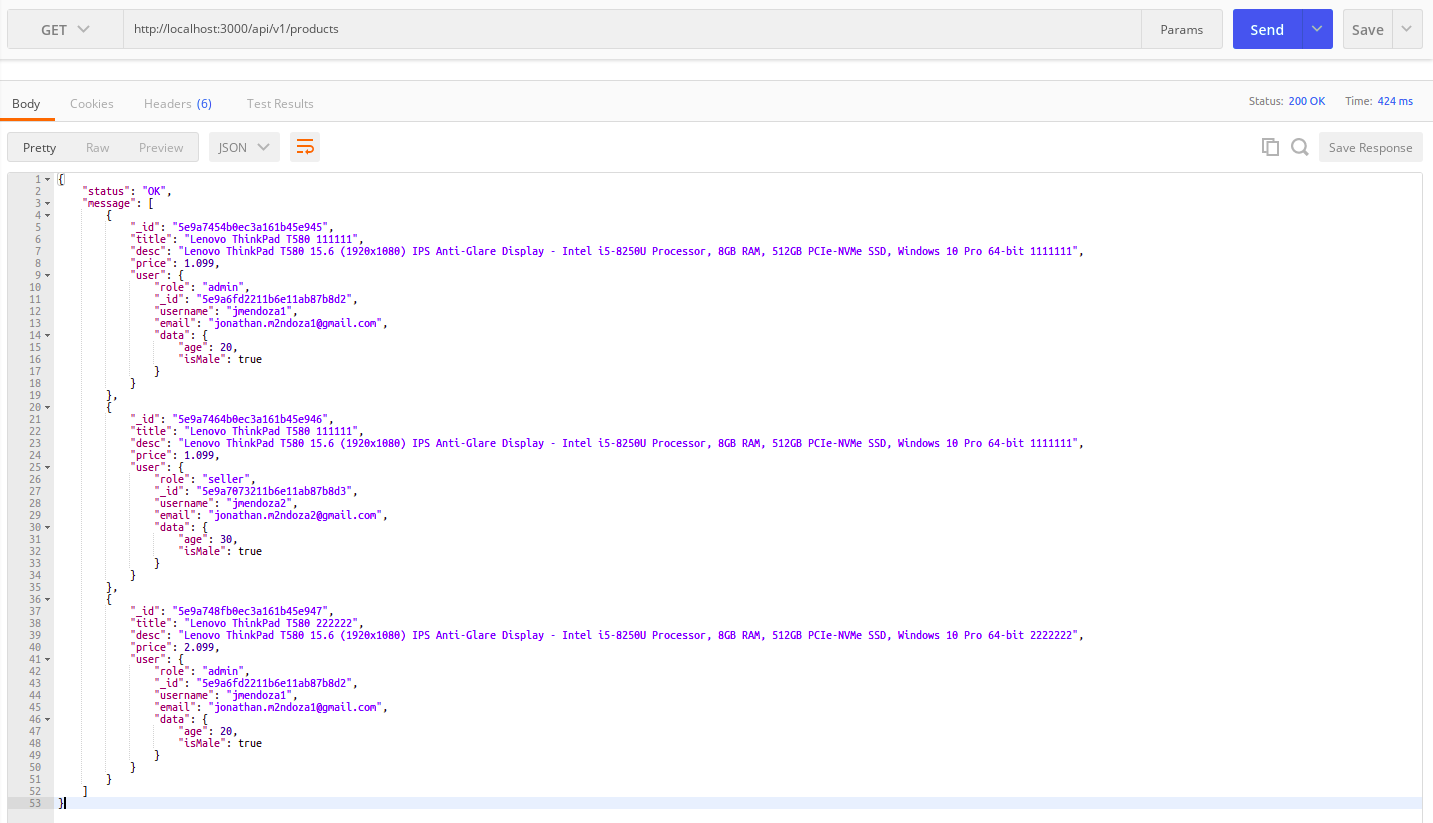 GET http://localhost:3000/api/v1/products Params Send Save
Body Cookies Headers (6) Test Results Status: 200 OK Time: 424 ms
Pretty Raw Preview JSON Save Response
1 {
2 "status": "OK",
3 "message": [
4 {
5 "_id": "5e9a7454b0ec3a161b45e945",
6 "title": "Lenovo ThinkPad T580 111111",
7 "desc": "Lenovo ThinkPad T580 15.6 (1920x1080) IPS Anti-Glare Display - Intel i5-8250U Processor, 8GB RAM, 512GB PCIe-NVMe SSD, Windows 10 Pro 64-bit 1111111",
8 "price": 1.099,
9 "user": {
10 "role": "admin",
11 "_id": "5e9a6fd2211b6e11ab87b8d2",
12 "username": "jmendoza1",
13 "email": "jonathan.m2ndoza1@gmail.com",
14 "data": {
15 "age": 20,
16 "isMale": true
17 }
18 }
19 },
20 {
21 "_id": "5e9a7464b0ec3a161b45e946",
22 "title": "Lenovo ThinkPad T580 111111",
23 "desc": "Lenovo ThinkPad T580 15.6 (1920x1080) IPS Anti-Glare Display - Intel i5-8250U Processor, 8GB RAM, 512GB PCIe-NVMe SSD, Windows 10 Pro 64-bit 1111111",
24 "price": 1.099,
25 "user": {
26 "role": "seller",
27 "_id": "5e9a7073211b6e11ab87b8d3",
28 "username": "jmendoza2",
29 "email": "jonathan.m2ndoza2@gmail.com",
30 "data": {
31 "age": 30,
32 "isMale": true
33 }
34 }
35 },
36 {
37 "_id": "5e9a748fb0ec3a161b45e947",
38 "title": "Lenovo ThinkPad T580 222222",
39 "desc": "Lenovo ThinkPad T580 15.6 (1920x1080) IPS Anti-Glare Display - Intel i5-8250U Processor, 8GB RAM, 512GB PCIe-NVMe SSD, Windows 10 Pro 64-bit 2222222",
40 "price": 2.099,
41 "user": {
42 "role": "admin",
43 "_id": "5e9a6fd2211b6e11ab87b8d2",
44 "username": "jmendoza1",
45 "email": "jonathan.m2ndoza1@gmail.com",
46 "data": {
47 "age": 20,
48 "isMale": true
49 }
50 }
51 }
52 ]
53 }